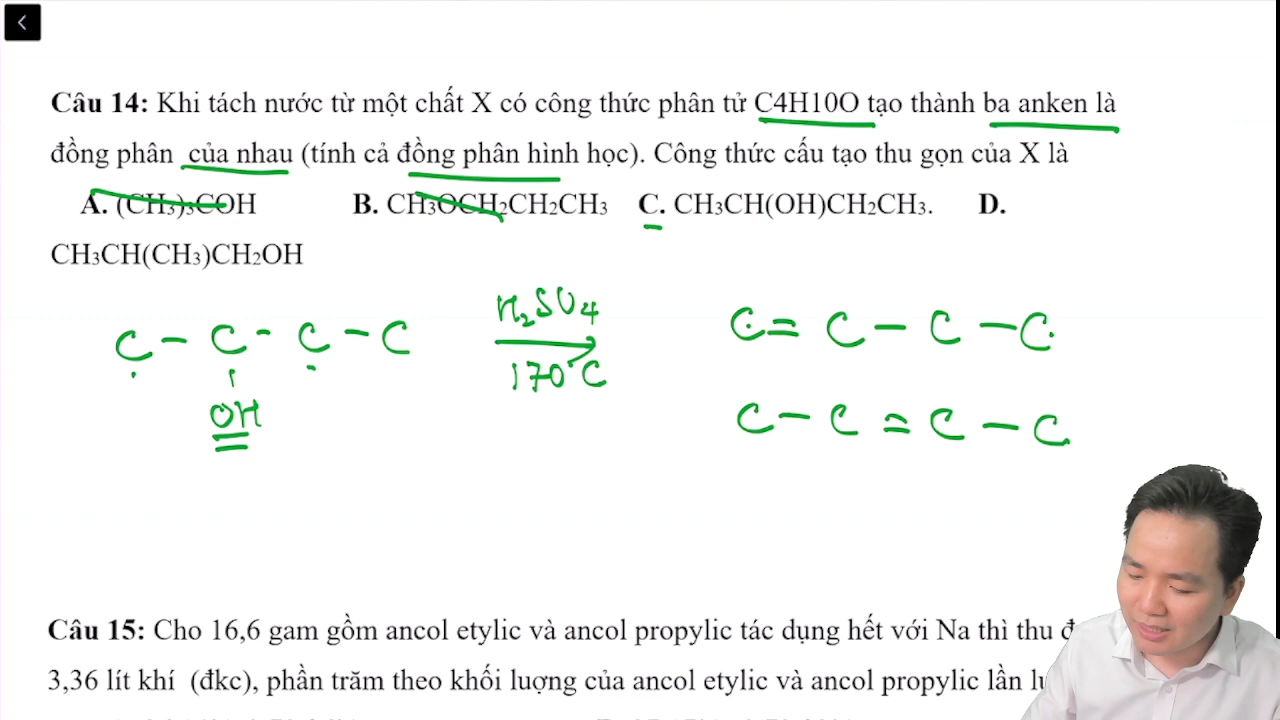 Câu 14: Khi tách nước từ một chất X có công thức phân tử C4H10O tạo thành ba anken là
đồng phân của nhau (tính cả đồng phân hình học). Công thức cấu tạo thu gọn của X là
A. (CH₃)₃COH B. CH₃OCH₂CH₂CH₃ C. CH₃CH(OH)CH₂CH₃. D.
CH₃CH(CH₃)CH₂OH
H₂SO₄
C - C - C - C
170°C
OH
C = C - C - C
C - C = C - C
Câu 15: Cho 16,6 gam gồm ancol etylic và ancol propylic tác dụng hết với Na thì thu
3,36 lít khí (đkc), phần trăm theo khối luợng của ancol etylic và ancol propylic lần